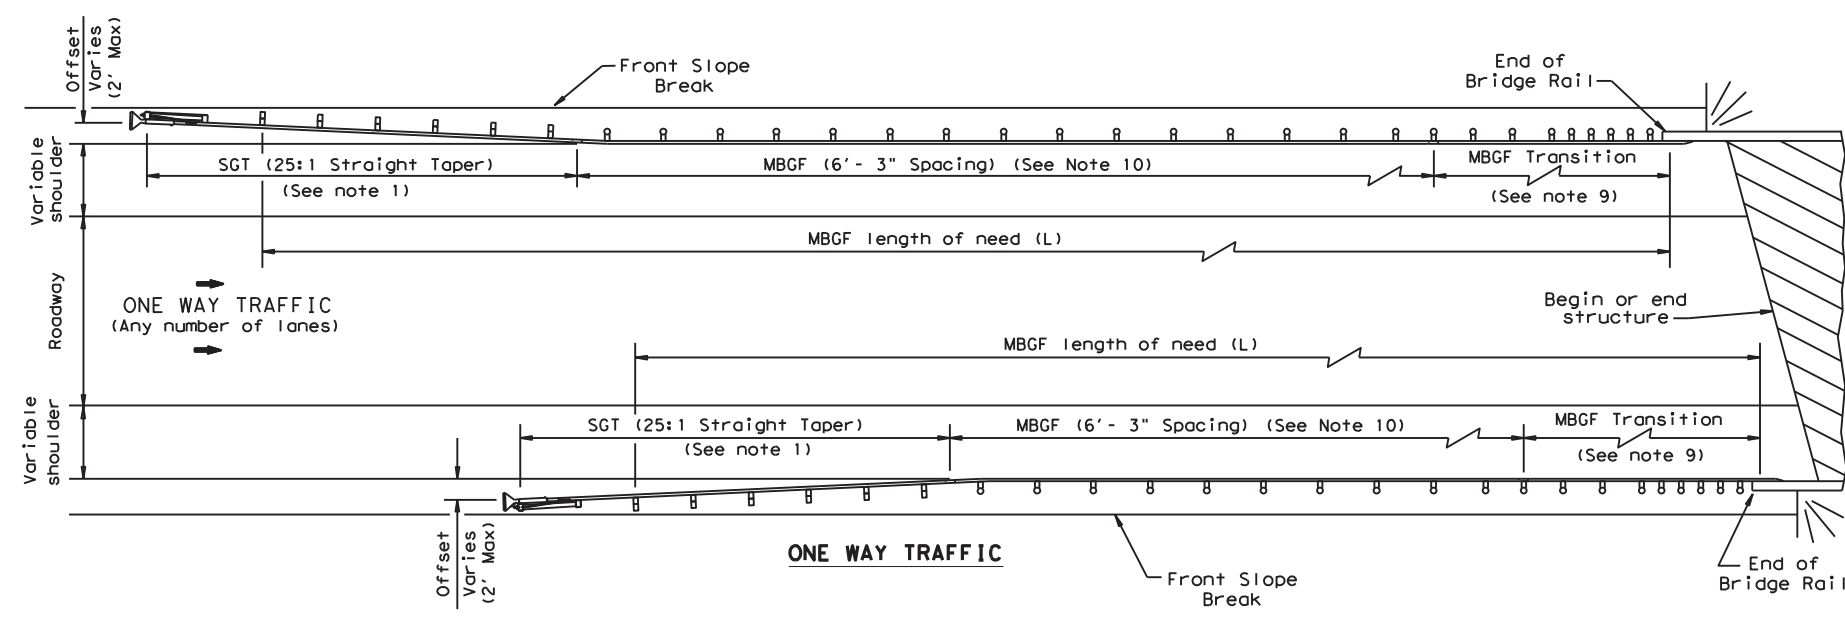 Offset
Varies
(2' Max)
Front Slope
Break
End of
Bridge Rail
Variable
shoulder
SGT (25:1 Straight Taper)
(See note 1)
MBGF (6'- 3" Spacing) (See Note 10)
MBGF Transition
(See note 9)
MBGF length of need (L)
Roadway
ONE WAY TRAFFIC
(Any number of lanes)
Begin or end
structure
MBGF length of need (L)
Variable
shoulder
SGT (25:1 Straight Taper)
(See note 1)
MBGF (6'- 3" Spacing) (See Note 10)
MBGF Transition
(See note 9)
Offset
Varies
(2' Max)
ONE WAY TRAFFIC
Front Slope
Break
End of
Bridge Rail